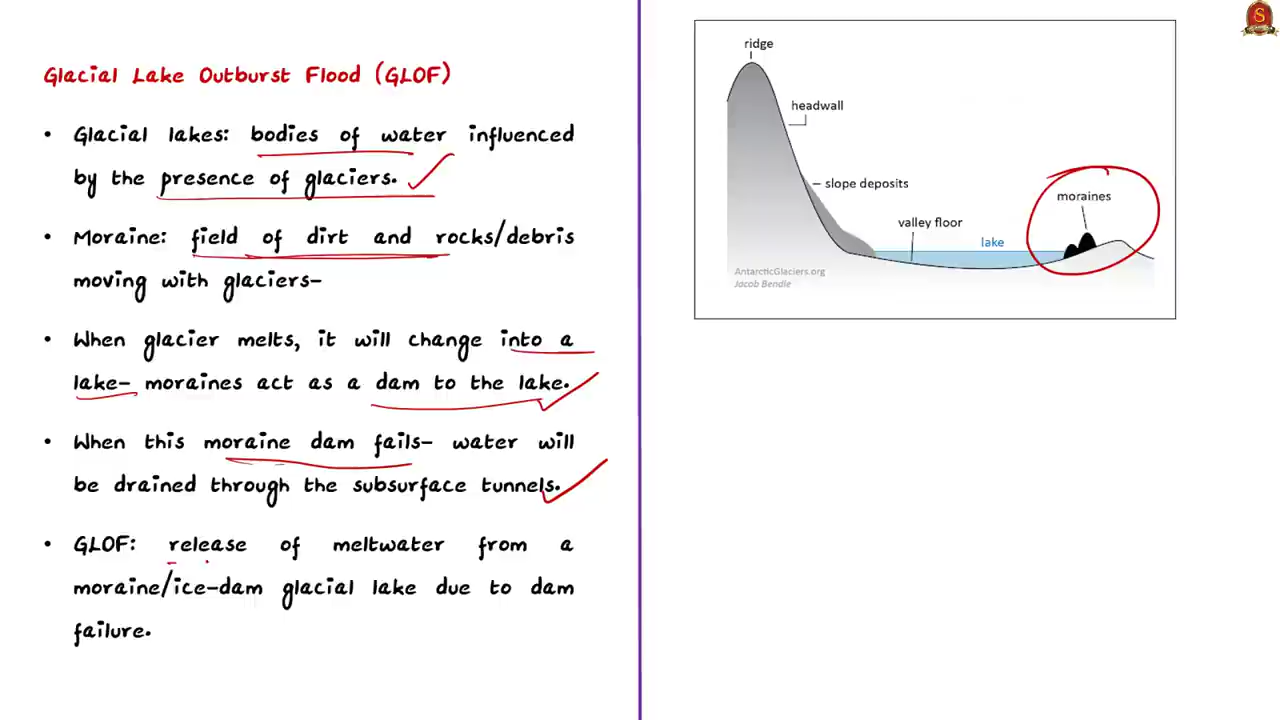 Glacial Lake Outburst Flood (GLOF)
• Glacial lakes: bodies of water influenced
by the presence of glaciers.
• Moraine: field of dirt and rocks/debris
moving with glaciers-
• When glacier melts, it will change into a
lake- moraines act as a dam to the lake.
• When this moraine dam fails- water will
be drained through the subsurface tunnels.
• GLOF: release of meltwater from a
moraine/ice-dam glacial lake due to dam
failure.
ridge
headwall
slope deposits
valley floor
lake
moraines
AntarcticGlaciers.org
Jacob Bendle
S